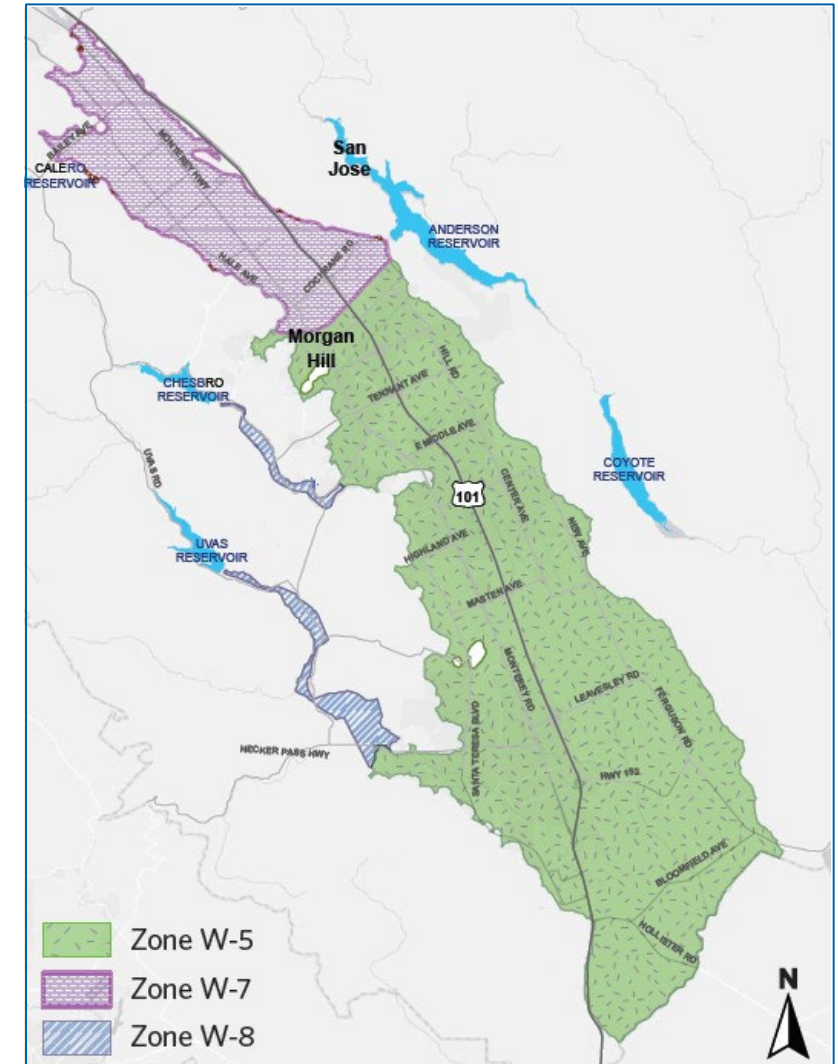 San
Jose
BAILEY AVE
MONTEREY HWY
CALERO
RESERVOIR
ANDERSON
RESERVOIR
HALE AVE
COCHRANE RD
Morgan
Hill
HILL RD
CHESBRO
RESERVOIR
TENNANT AVE
E MIDDLE AVE
UVAS RD
COYOTE
RESERVOIR
101
CENTER AVE
NEW AVE
UVAS
RESERVOIR
HIGHLAND AVE
MASTEN AVE
MONTEREY RD
LEAVESLEY RD
FERGUSON RD
SANTA TERESA BLVD
HECKER PASS HWY
HWY 152
BLOOMFIELD AVE
HOLLISTER RD
Zone W-5
Zone W-7
Zone W-8
N